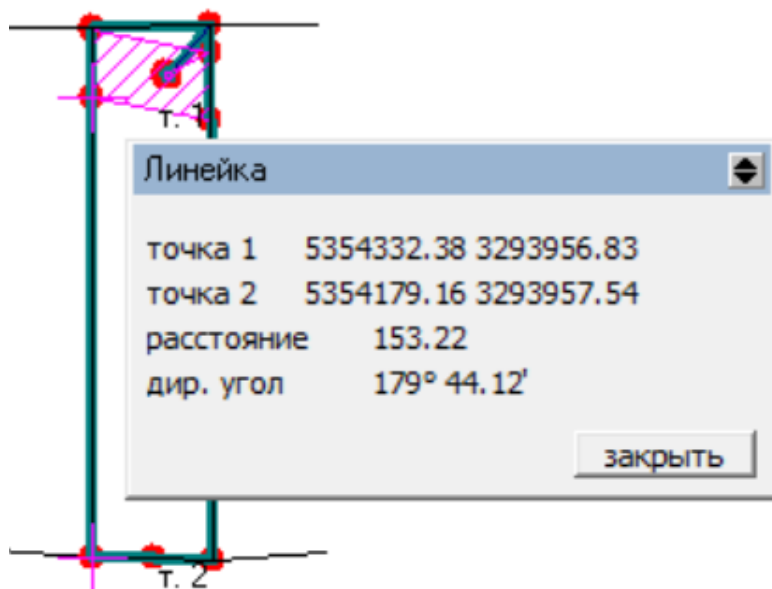 т. 1
Линейка
точка 1 5354332.38 3293956.83
точка 2 5354179.16 3293957.54
расстояние 153.22
дир. угол 179° 44.12'
закрыть
т. 2